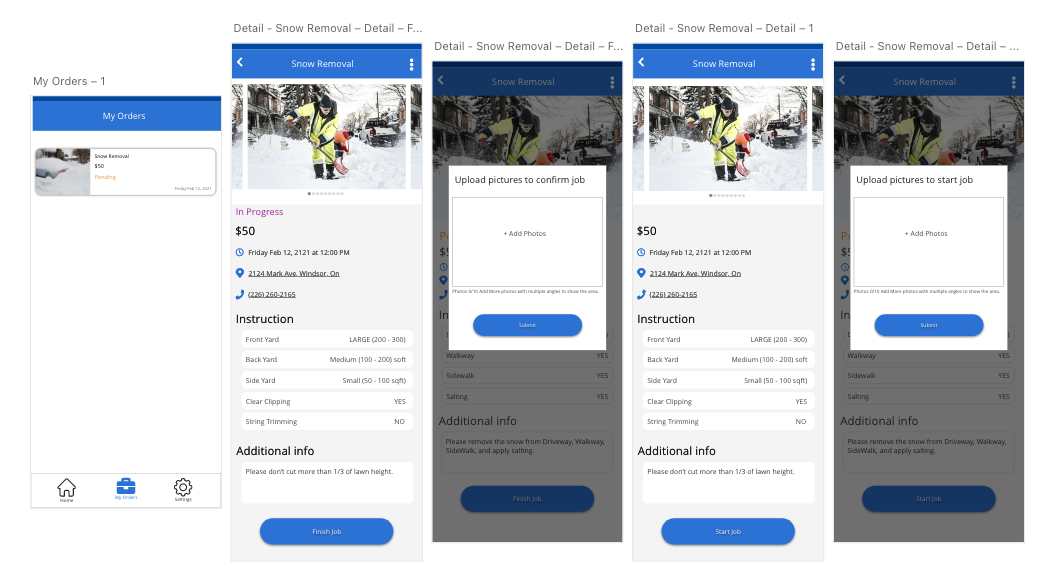 My Orders – 1
My Orders
Snow Removal
$50
Pending
Friday Feb 12, 2021
Home
My Orders
Settings
Detail - Snow Removal – Detail – F...
Snow Removal
In Progress
$50
Friday Feb 12, 2121 at 12:00 PM
2124 Mark Ave, Windsor, On
(226) 260-2165
Instruction
Front Yard LARGE (200 - 300)
Back Yard Medium (100 - 200) soft
Side Yard Small (50 - 100 sqft)
Clear Clipping YES
String Trimming NO
Additional info
Please don't cut more than 1/3 of lawn height.
Finish Job
Detail - Snow Removal – Detail – F...
Snow Removal
Upload pictures to confirm job
+ Add Photos
Photos 0/10 Add More photos with multiple angles to show the area.
Submit
Walkway YES
Sidewalk YES
Salting YES
Additional info
Please remove the snow from Driveway, Walkway,
SideWalk, and apply salting.
Finish Job
Detail - Snow Removal – Detail – 1
Snow Removal
$50
Friday Feb 12, 2121 at 12:00 PM
2124 Mark Ave, Windsor, On
(226) 260-2165
Instruction
Front Yard LARGE (200 - 300)
Back Yard Medium (100 - 200) soft
Side Yard Small (50 - 100 sqft)
Clear Clipping YES
String Trimming NO
Additional info
Please don't cut more than 1/3 of lawn height.
Start Job
Detail - Snow Removal – Detail – ...
Snow Removal
Upload pictures to start job
+ Add Photos
Photos 0/10 Add More photos with multiple angles to show the area.
Submit
Walkway YES
Sidewalk YES
Salting YES
Additional info
Please remove the snow from Driveway, Walkway,
SideWalk, and apply salting.
Start Job